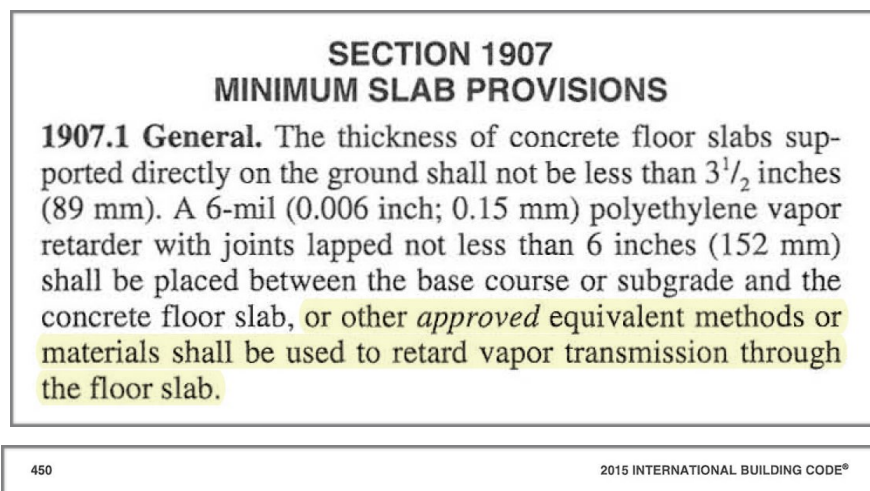 SECTION 1907
MINIMUM SLAB PROVISIONS
1907.1 General. The thickness of concrete floor slabs sup-
ported directly on the ground shall not be less than 3 1/2 inches
(89 mm). A 6-mil (0.006 inch; 0.15 mm) polyethylene vapor
retarder with joints lapped not less than 6 inches (152 mm)
shall be placed between the base course or subgrade and the
concrete floor slab, or other approved equivalent methods or
materials shall be used to retard vapor transmission through
the floor slab.
450 2015 INTERNATIONAL BUILDING CODE®